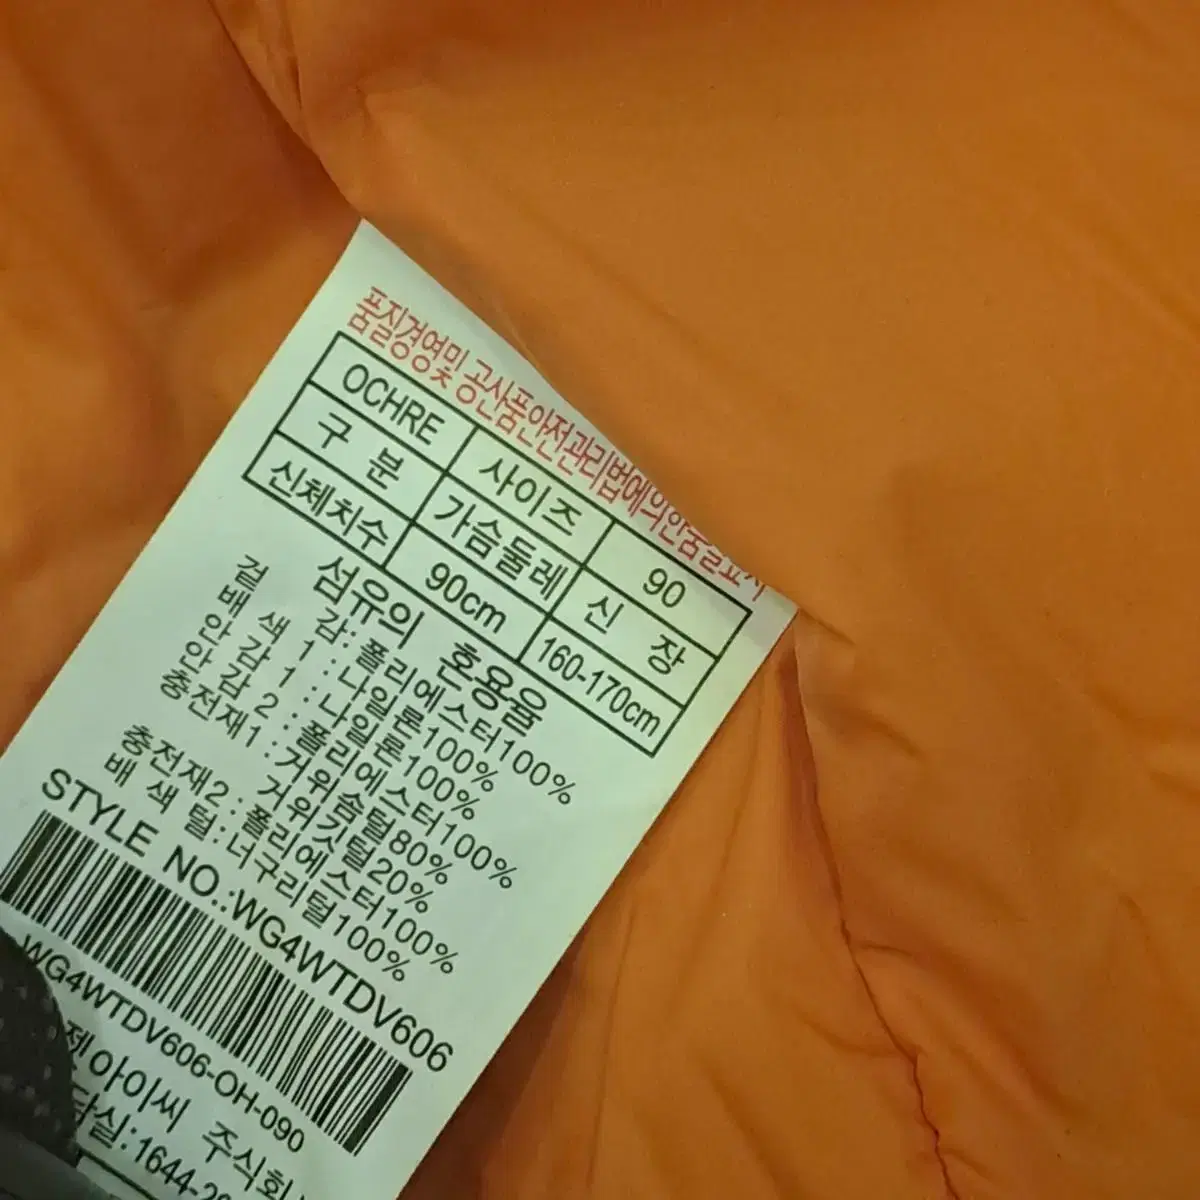 품질경영및 공산품안전관리법에의한품질표시
OCHRE 사이즈 90
구 분 가슴둘레 신 장
신체치수 90cm 160-170cm
섬유의 혼용율
겉 감:폴리에스터100%
배 색 1:나일론100%
안 감 1:나일론100%
안 감 2:폴리에스터100%
충전재1:거위솜털80%
거위깃털20%
충전재2:폴리에스터100%
배 색 털:너구리털100%
STYLE NO.:WG4WTDV606
WG4WTDV606-OH-090
제아이씨 주식회
담실:1644-2